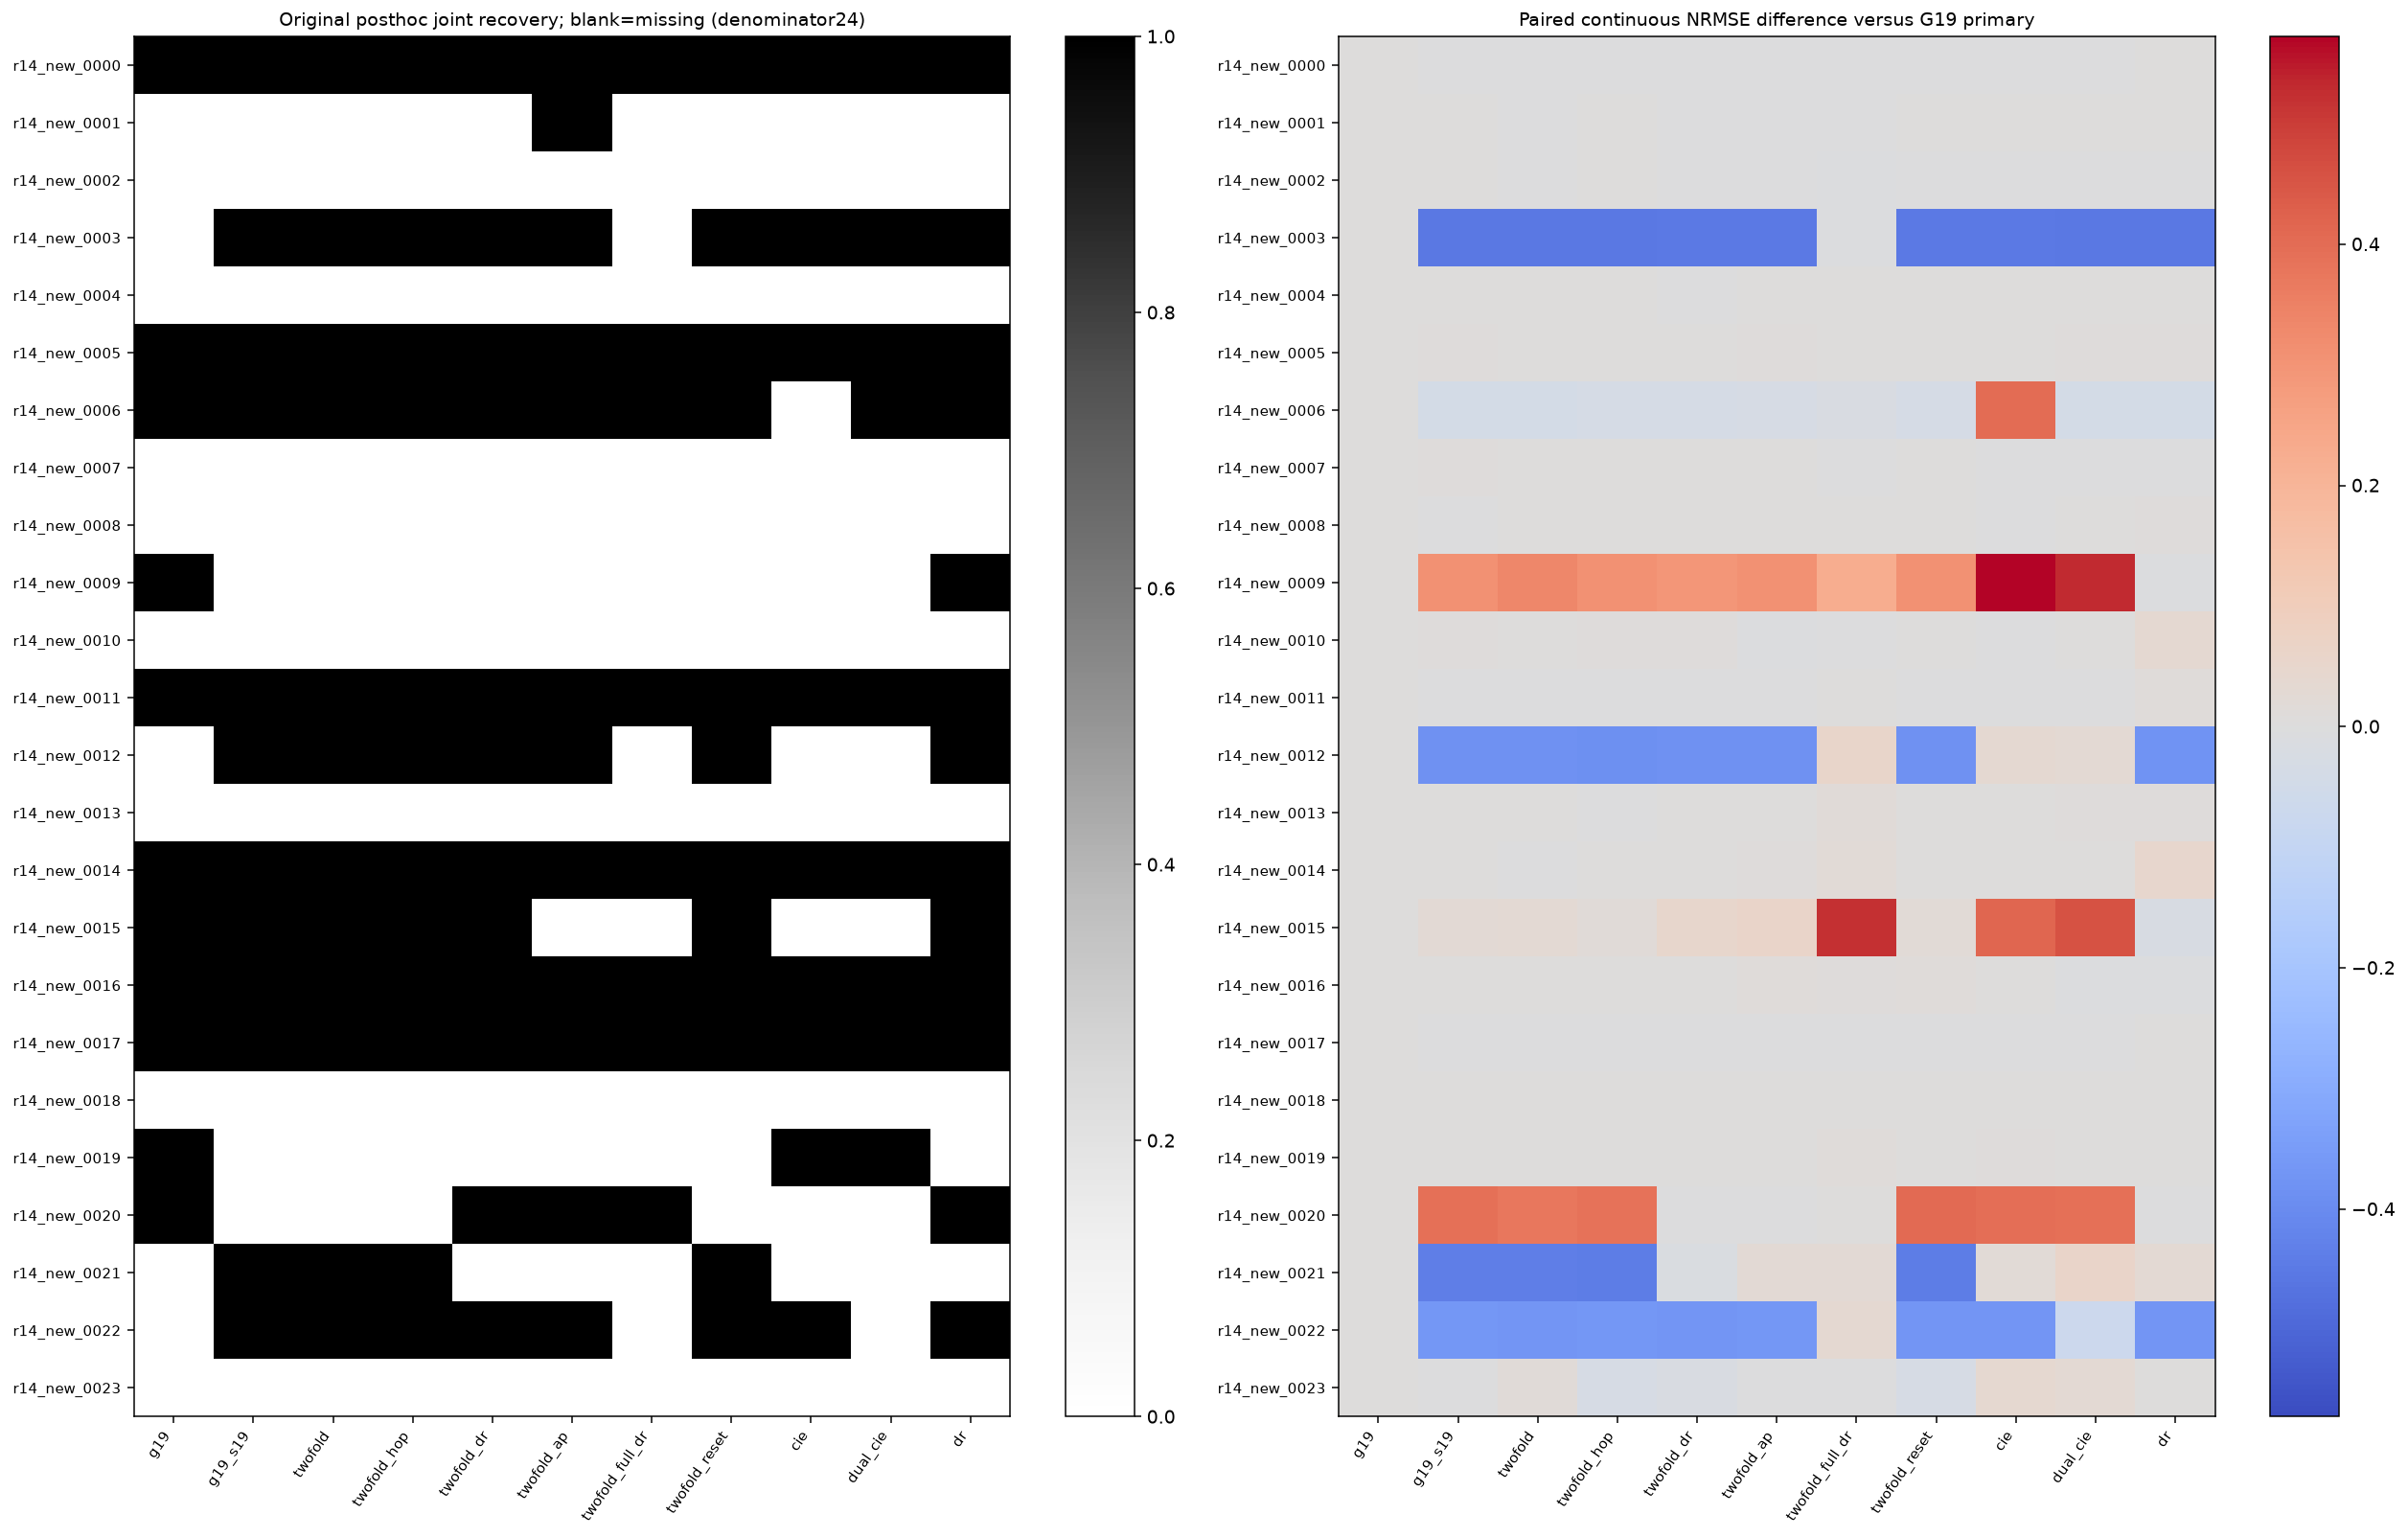 Original posthoc joint recovery; blank=missing (denominator24)
r14_new_0000
r14_new_0001
r14_new_0002
r14_new_0003
r14_new_0004
r14_new_0005
r14_new_0006
r14_new_0007
r14_new_0008
r14_new_0009
r14_new_0010
r14_new_0011
r14_new_0012
r14_new_0013
r14_new_0014
r14_new_0015
r14_new_0016
r14_new_0017
r14_new_0018
r14_new_0019
r14_new_0020
r14_new_0021
r14_new_0022
r14_new_0023
g19
g19_s19
twofold
twofold_hop
twofold_dr
twofold_ap
twofold_full_dr
twofold_reset
cie
dual_cie
dr
1.0
0.8
0.6
0.4
0.2
0.0
Paired continuous NRMSE difference versus G19 primary
r14_new_0000
r14_new_0001
r14_new_0002
r14_new_0003
r14_new_0004
r14_new_0005
r14_new_0006
r14_new_0007
r14_new_0008
r14_new_0009
r14_new_0010
r14_new_0011
r14_new_0012
r14_new_0013
r14_new_0014
r14_new_0015
r14_new_0016
r14_new_0017
r14_new_0018
r14_new_0019
r14_new_0020
r14_new_0021
r14_new_0022
r14_new_0023
g19
g19_s19
twofold
twofold_hop
twofold_dr
twofold_ap
twofold_full_dr
twofold_reset
cie
dual_cie
dr
0.4
0.2
0.0
−0.2
−0.4